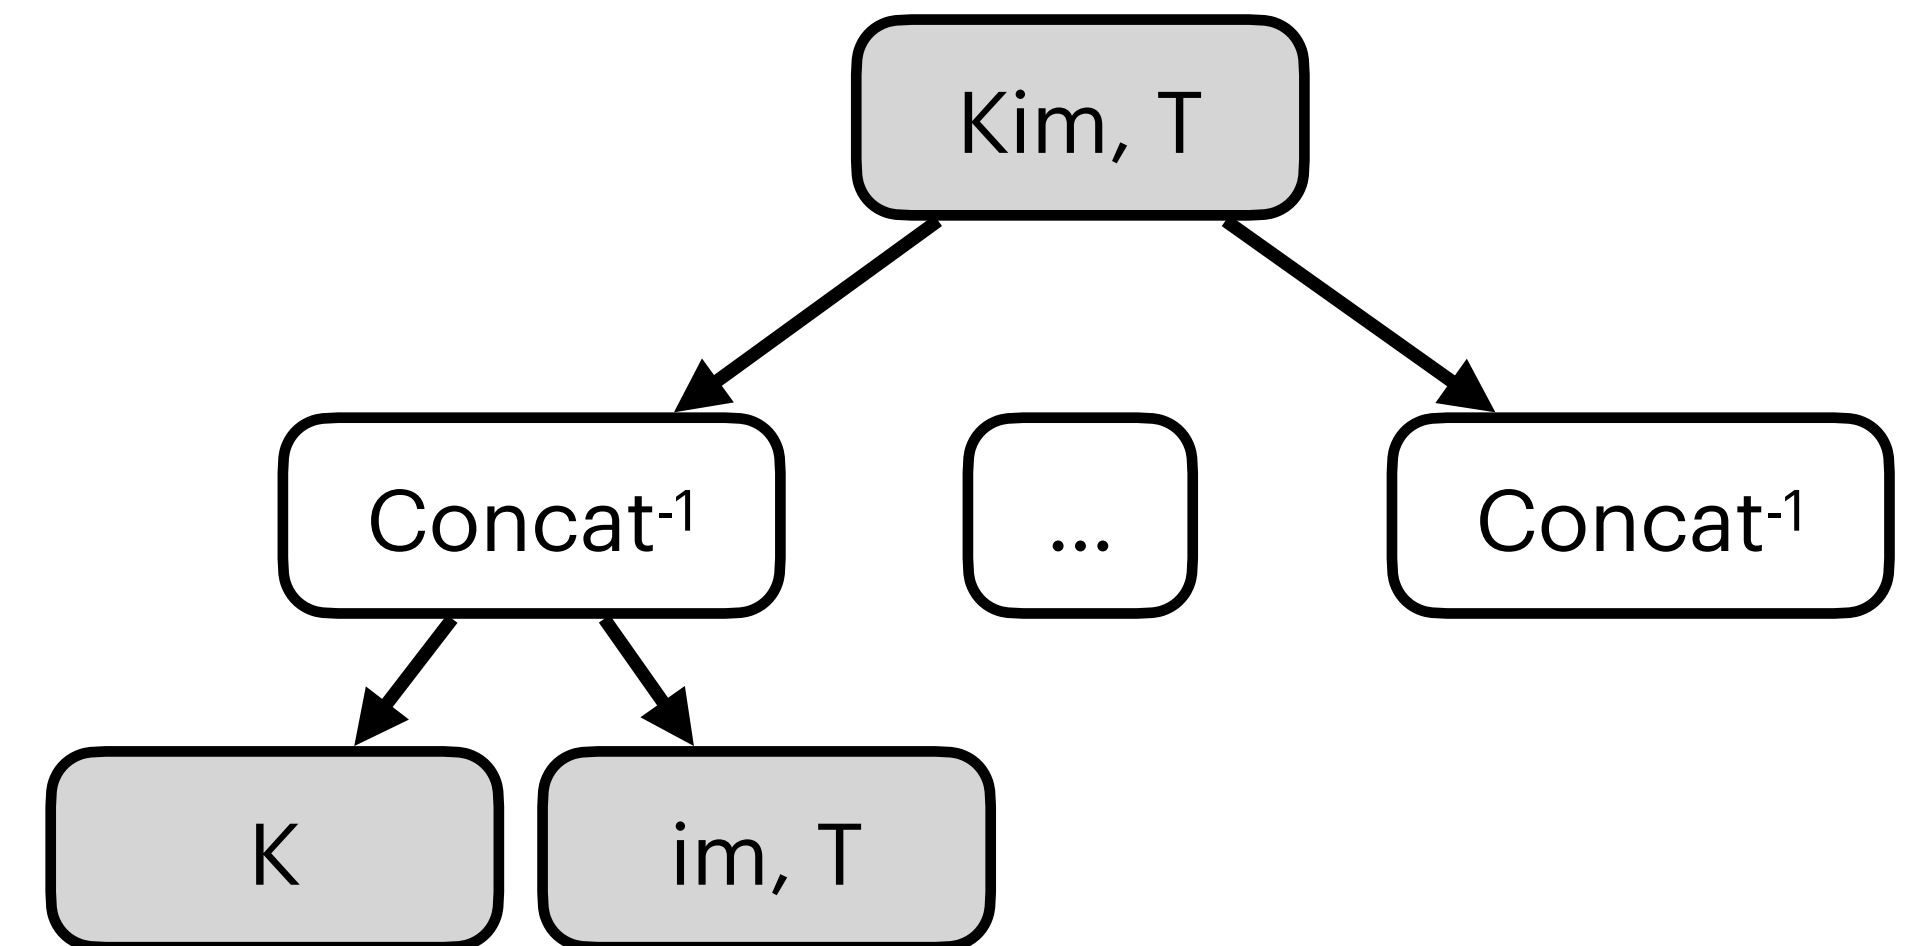 Kim, T
Concat⁻¹
...
Concat⁻¹
K
im, T